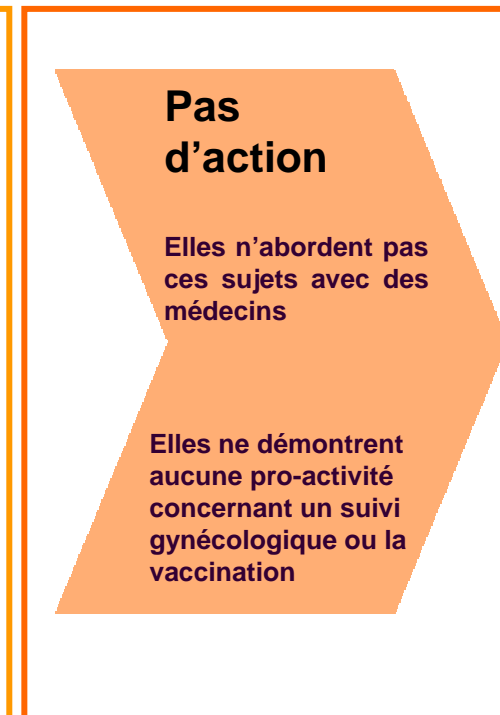 Pas
d’action
Elles n’abordent pas
ces sujets avec des
médecins
Elles ne démontrent
aucune pro-activité
concernant un suivi
gynécologique ou la
vaccination